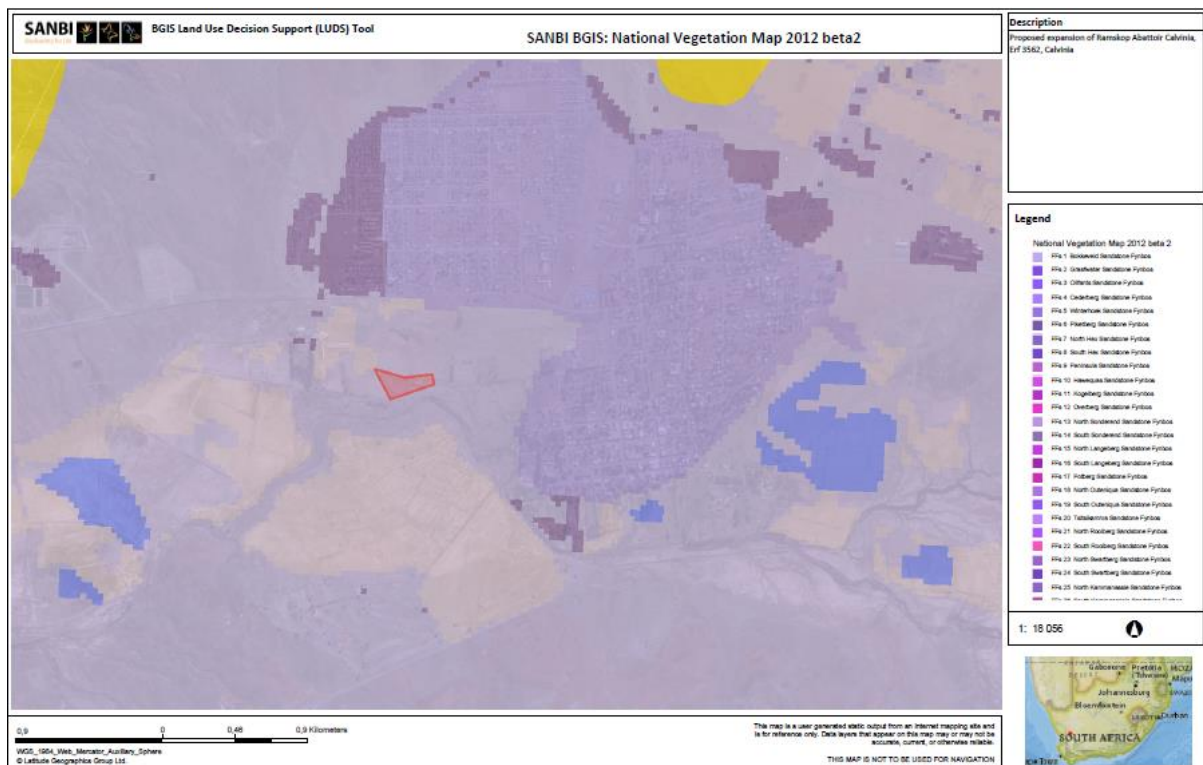 SANBI
BGIS Land Use Decision Support (LUDS) Tool
SANBI BGIS: National Vegetation Map 2012 beta2
Description
Proposed expansion of Ramskop Abattoir Calvinia,
Erf 3562, Calvinia
Legend
National Vegetation Map 2012 beta 2
FFs 1 Bokkeveld Sandstone Fynbos
FFs 2 Graafwater Sandstone Fynbos
FFs 3 Olifants Sandstone Fynbos
FFs 4 Cederberg Sandstone Fynbos
FFs 5 Winterhoek Sandstone Fynbos
FFs 6 Piketberg Sandstone Fynbos
FFs 7 North Hex Sandstone Fynbos
FFs 8 South Hex Sandstone Fynbos
FFs 9 Peninsula Sandstone Fynbos
FFs 10 Hawequas Sandstone Fynbos
FFs 11 Kogelberg Sandstone Fynbos
FFs 12 Overberg Sandstone Fynbos
FFs 13 North Sonderend Sandstone Fynbos
FFs 14 South Sonderend Sandstone Fynbos
FFs 15 North Langeberg Sandstone Fynbos
FFs 16 South Langeberg Sandstone Fynbos
FFs 17 Potberg Sandstone Fynbos
FFs 18 North Outeniqua Sandstone Fynbos
FFs 19 South Outeniqua Sandstone Fynbos
FFs 20 Tsitsikamma Sandstone Fynbos
FFs 21 North Rooiberg Sandstone Fynbos
FFs 22 South Rooiberg Sandstone Fynbos
FFs 23 North Swartberg Sandstone Fynbos
FFs 24 South Swartberg Sandstone Fynbos
FFs 25 North Kammanassie Sandstone Fynbos
1: 18 056
Gaborone Pretoria
(Tshwane)
Johannesburg
Bloemfontein
LESOTHO Durban
SOUTH AFRICA
0,9 0 0,46 0,9 Kilometers
WGS_1984_Web_Mercator_Auxiliary_Sphere
© Latitude Geographics Group Ltd.
This map is a user generated static output from an Internet mapping site and
is for reference only. Data layers that appear on this map may or may not be
accurate, current, or otherwise reliable.
THIS MAP IS NOT TO BE USED FOR NAVIGATION